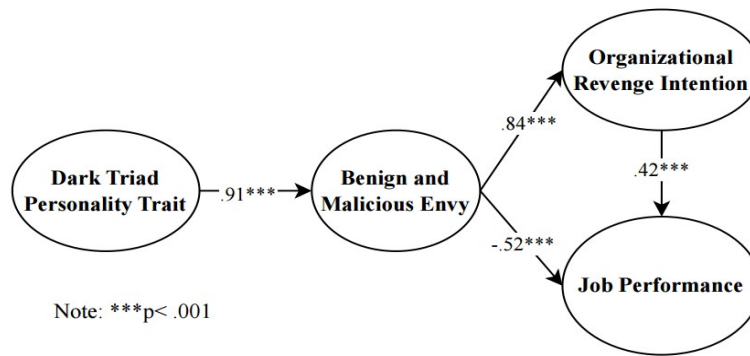 Organizational
Revenge Intention
.84***
Dark Triad
Personality Trait
.91***
Benign and
Malicious Envy
.42***
-.52***
Job Performance
Note: ***p< .001